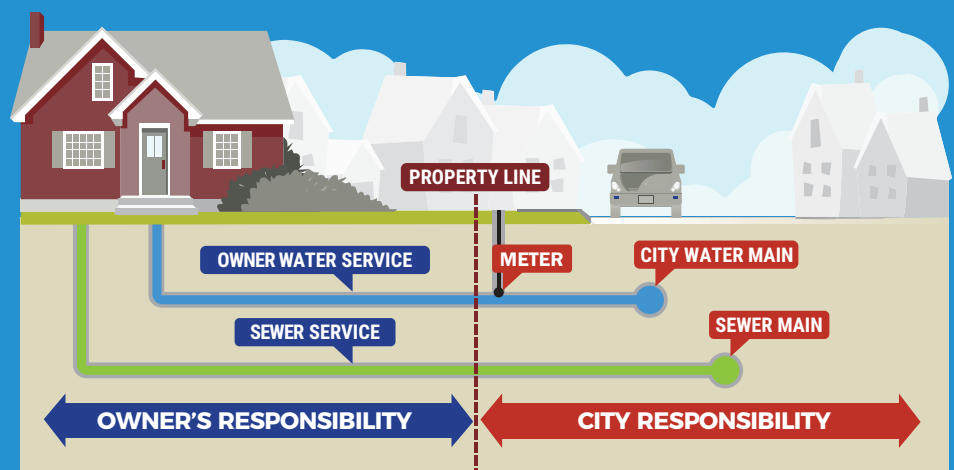 PROPERTY LINE
OWNER WATER SERVICE
METER
CITY WATER MAIN
SEWER SERVICE
SEWER MAIN
OWNER'S RESPONSIBILITY
CITY RESPONSIBILITY